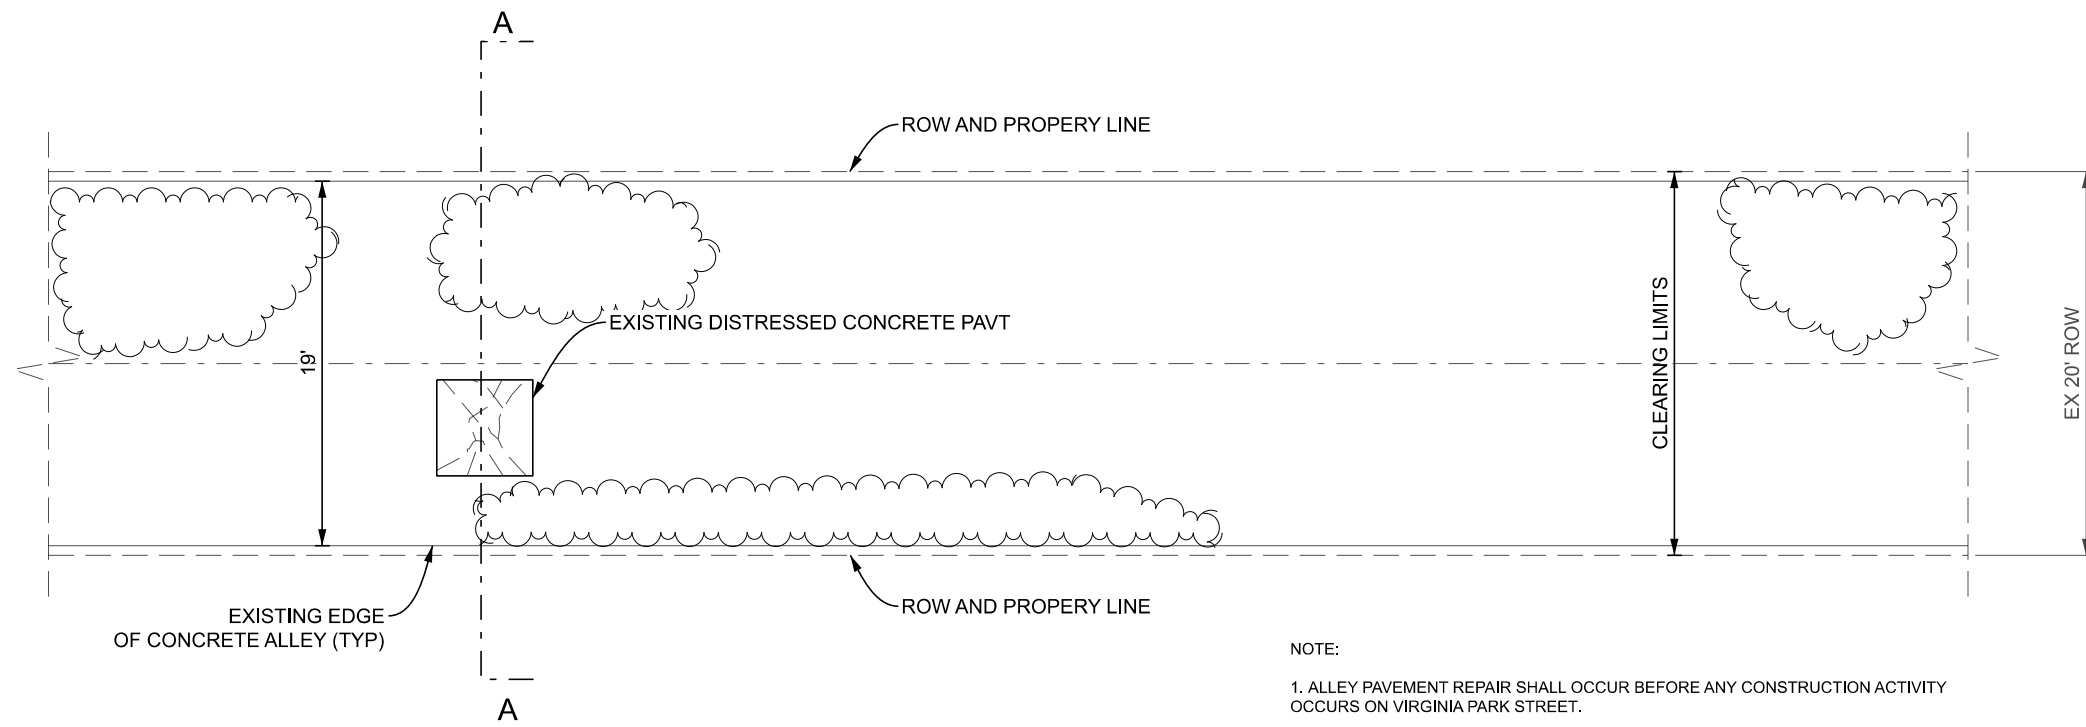 A
ROW AND PROPERY LINE
EXISTING DISTRESSED CONCRETE PAVT
19'
CLEARING LIMITS
EX 20' ROW
EXISTING EDGE
OF CONCRETE ALLEY (TYP)
ROW AND PROPERY LINE
A
NOTE:
1. ALLEY PAVEMENT REPAIR SHALL OCCUR BEFORE ANY CONSTRUCTION ACTIVITY
OCCURS ON VIRGINIA PARK STREET.